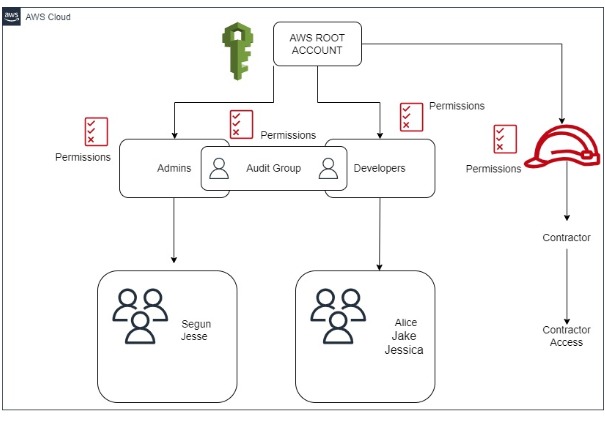 aws
AWS Cloud
AWS ROOT
ACCOUNT
Permissions
Permissions
Permissions
Permissions
Admins
Audit Group
Developers
Contractor
Segun
Jesse
Alice
Jake
Jessica
Contractor
Access